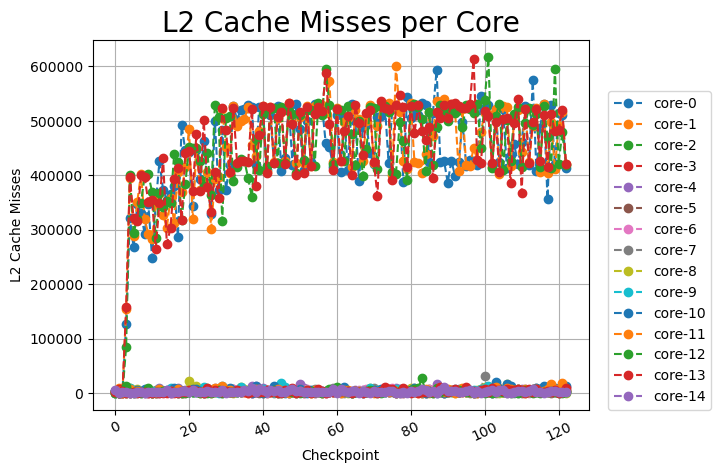 L2 Cache Misses per Core
L2 Cache Misses
600000
500000
400000
300000
200000
100000
0
0
20
40
60
80
100
120
Checkpoint
core-0
core-1
core-2
core-3
core-4
core-5
core-6
core-7
core-8
core-9
core-10
core-11
core-12
core-13
core-14